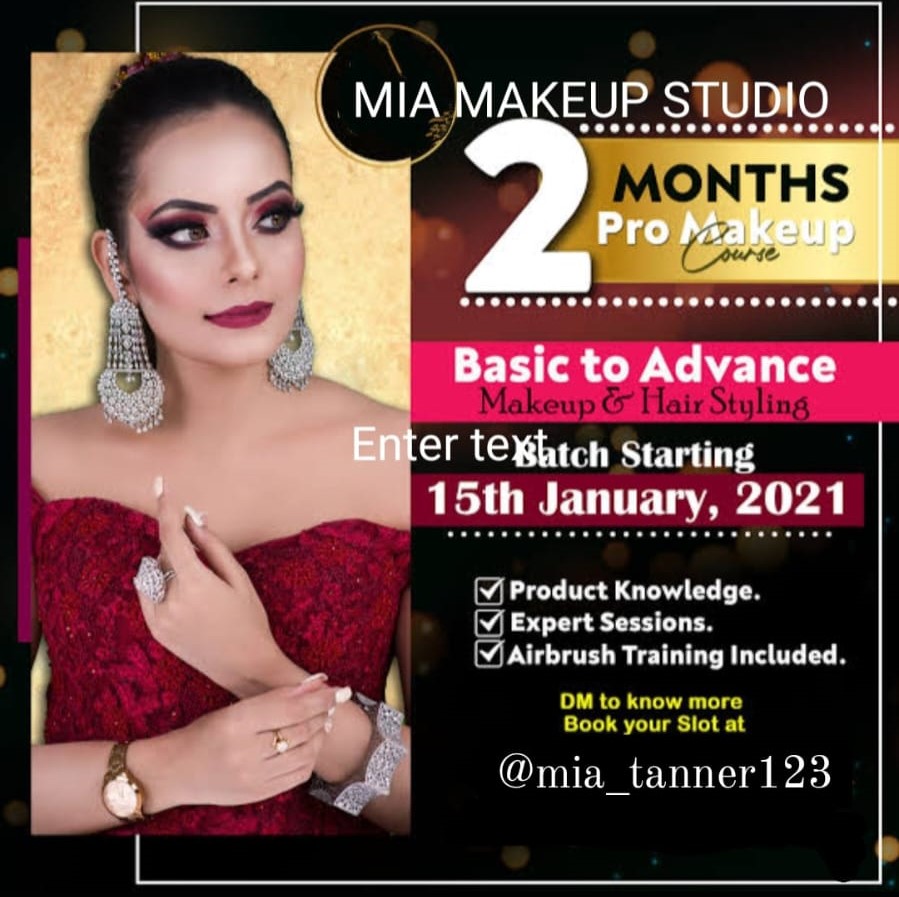 MIA MAKEUP STUDIO
2
MONTHS
Pro Makeup
Course
Basic to Advance
Makeup & Hair Styling
Enter text
Batch Starting
15th January, 2021
Product Knowledge.
Expert Sessions.
Airbrush Training Included.
DM to know more
Book your Slot at
@mia_tanner123